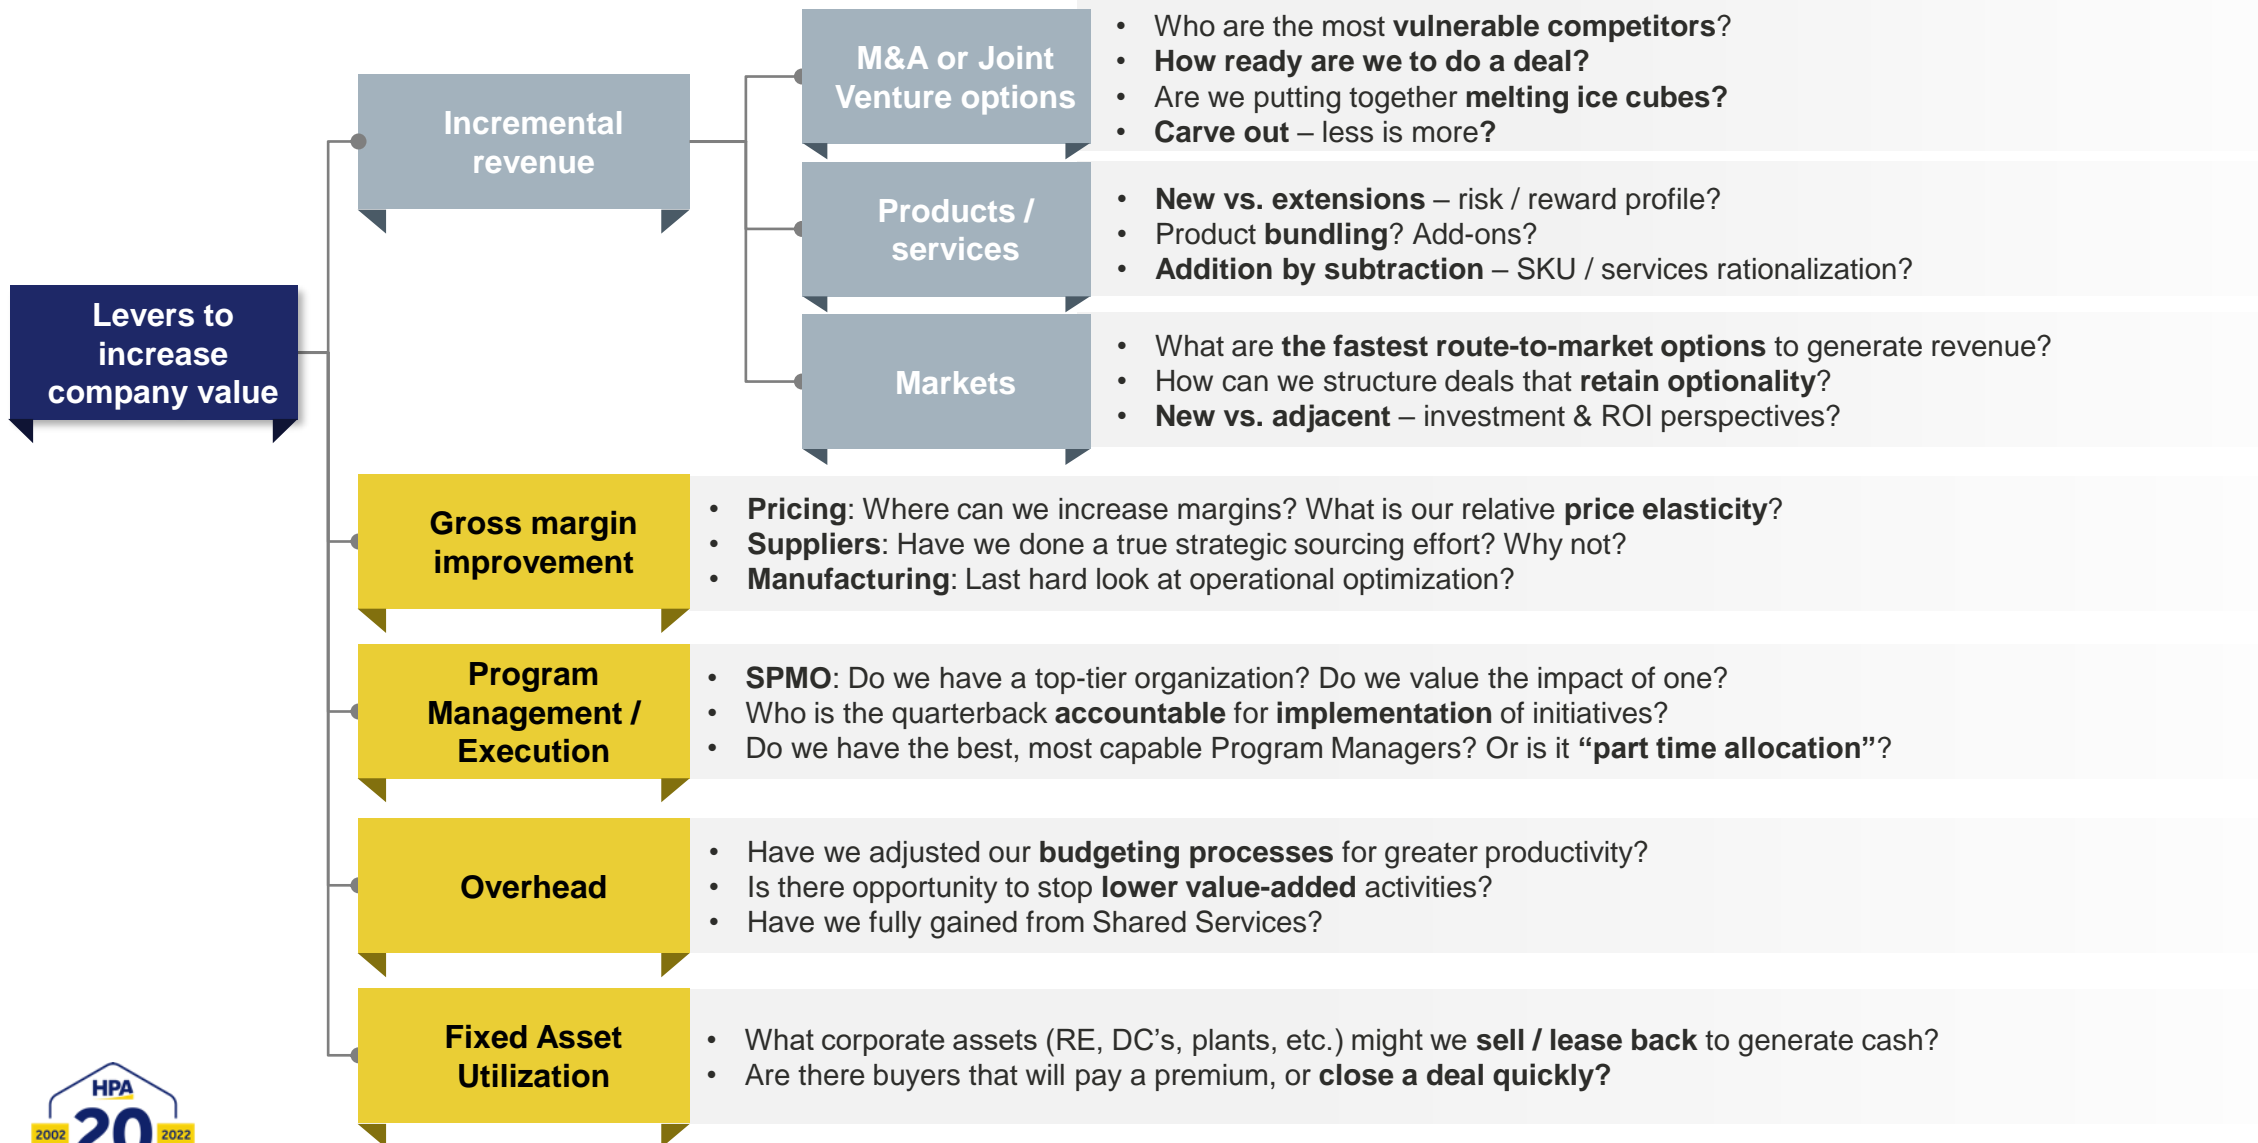 Levers to
increase
company value
Incremental
revenue
M&A or Joint
Venture options
• Who are the most vulnerable competitors?
• How ready are we to do a deal?
• Are we putting together melting ice cubes?
• Carve out – less is more?
Products /
services
• New vs. extensions – risk / reward profile?
• Product bundling? Add-ons?
• Addition by subtraction – SKU / services rationalization?
Markets
• What are the fastest route-to-market options to generate revenue?
• How can we structure deals that retain optionality?
• New vs. adjacent – investment & ROI perspectives?
Gross margin
improvement
• Pricing: Where can we increase margins? What is our relative price elasticity?
• Suppliers: Have we done a true strategic sourcing effort? Why not?
• Manufacturing: Last hard look at operational optimization?
Program
Management /
Execution
• SPMO: Do we have a top-tier organization? Do we value the impact of one?
• Who is the quarterback accountable for implementation of initiatives?
• Do we have the best, most capable Program Managers? Or is it “part time allocation”?
Overhead
• Have we adjusted our budgeting processes for greater productivity?
• Is there opportunity to stop lower value-added activities?
• Have we fully gained from Shared Services?
Fixed Asset
Utilization
• What corporate assets (RE, DC’s, plants, etc.) might we sell / lease back to generate cash?
• Are there buyers that will pay a premium, or close a deal quickly?
HPA
2002 20 2022